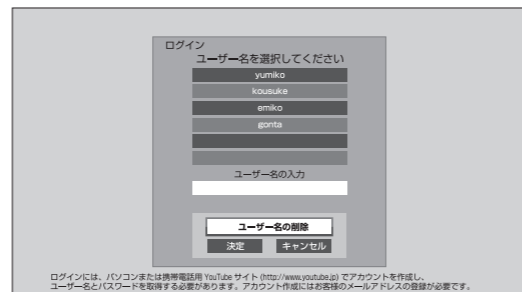 ログイン
ユーザー名を選択してください
yumiko
kousuke
emiko
gonta
ユーザー名の入力
ユーザー名の削除
決定
キャンセル
ログインには、パソコンまたは携帯電話用 YouTube サイト (http://www.youtube.jp) でアカウントを作成し、
ユーザー名とパスワードを取得する必要があります。アカウント作成にはお客様のメールアドレスの登録が必要です。